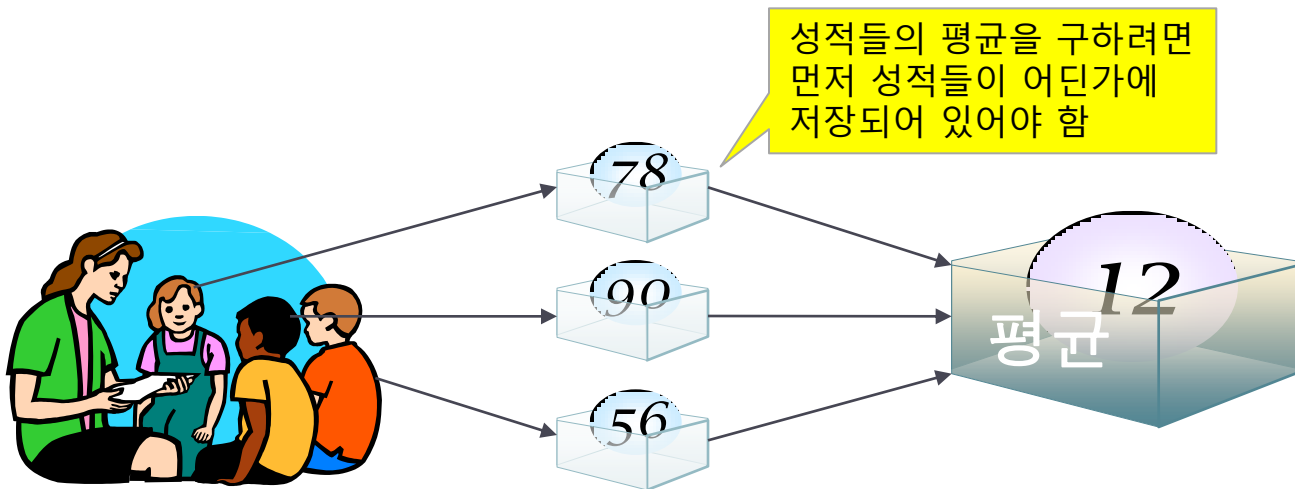 성적들의 평균을 구하려면
먼저 성적들이 어딘가에
저장되어 있어야 함
78
90
56
12
평균